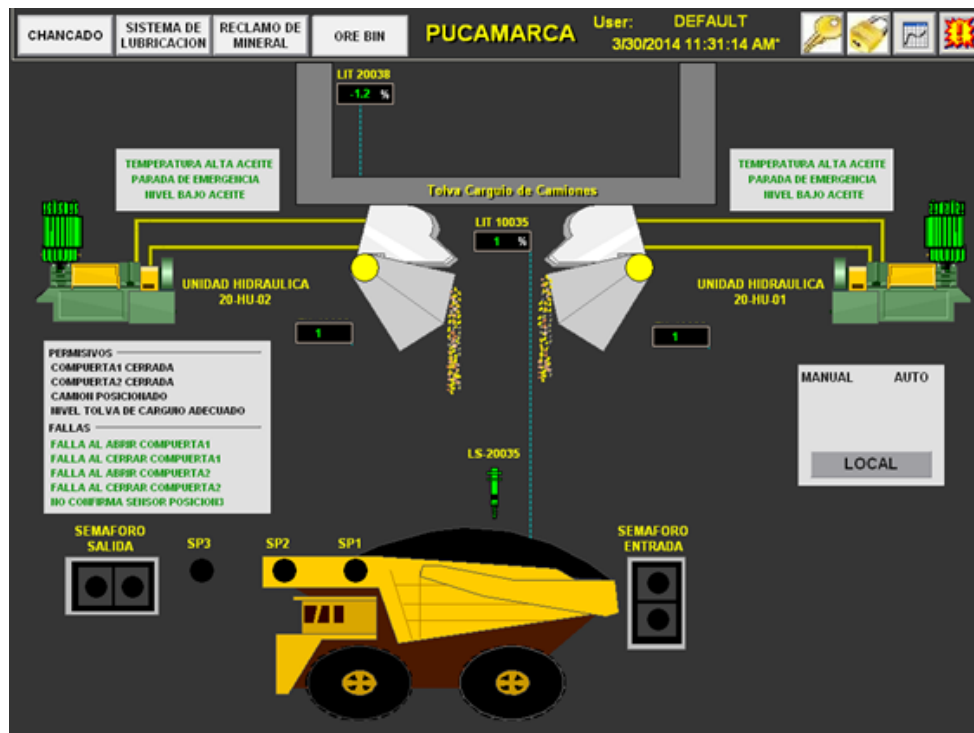 CHANCADO
SISTEMA DE
LUBRICACION
RECLAMO DE
MINERAL
ORE BIN
PUCAMARCA
User: DEFAULT
3/30/2014 11:31:14 AM*
LIT 20038
-1.2 %
TEMPERATURA ALTA ACEITE
PARADA DE EMERGENCIA
NIVEL BAJO ACEITE
TEMPERATURA ALTA ACEITE
PARADA DE EMERGENCIA
NIVEL BAJO ACEITE
Tolva Carguio de Camiones
LIT 10035
1 %
UNIDAD HIDRAULICA
20-HU-02
UNIDAD HIDRAULICA
20-HU-01
1
1
PERMISIVOS
COMPUERTA1 CERRADA
COMPUERTA2 CERRADA
CAMION POSICIONADO
NIVEL TOLVA DE CARGUIO ADECUADO
FALLAS
FALLA AL ABRIR COMPUERTA1
FALLA AL CERRAR COMPUERTA1
FALLA AL ABRIR COMPUERTA2
FALLA AL CERRAR COMPUERTA2
NO CONFIRMA SENSOR POSICION3
MANUAL AUTO
LOCAL
LS-20035
SEMAFORO
SALIDA
SP3
SP2
SP1
SEMAFORO
ENTRADA